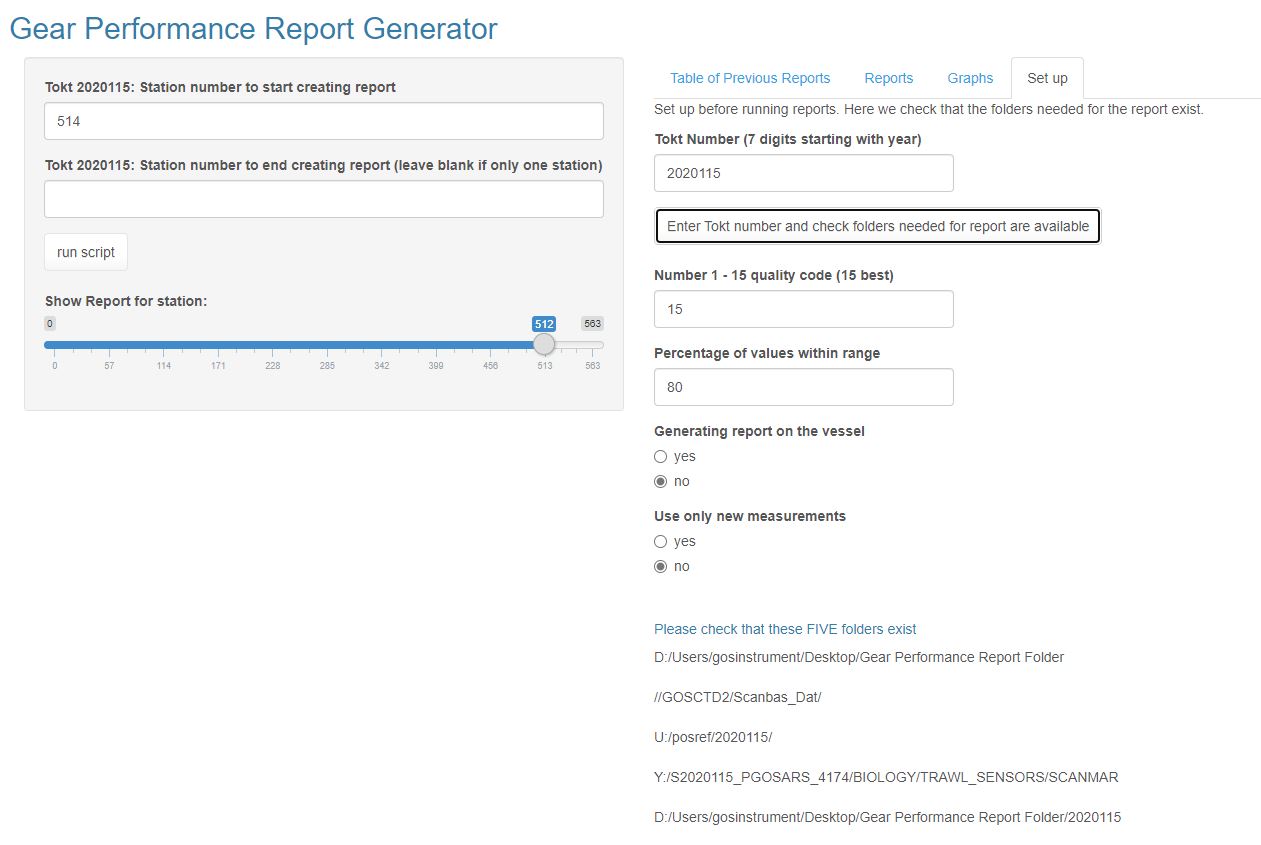 Gear Performance Report Generator
Tokt 2020115: Station number to start creating report
514
Tokt 2020115: Station number to end creating report (leave blank if only one station)
run script
Show Report for station:
0 512 563
0 57 114 171 228 285 342 399 456 513 563
Table of Previous Reports Reports Graphs Set up
Set up before running reports. Here we check that the folders needed for the report exist.
Tokt Number (7 digits starting with year)
2020115
Enter Tokt number and check folders needed for report are available
Number 1 - 15 quality code (15 best)
15
Percentage of values within range
80
Generating report on the vessel
yes
no
Use only new measurements
yes
no
Please check that these FIVE folders exist
D:/Users/gosinstrument/Desktop/Gear Performance Report Folder
//GOSCTD2/Scanbas_Dat/
U:/posref/2020115/
Y:/S2020115_PGOSARS_4174/BIOLOGY/TRAWL_SENSORS/SCANMAR
D:/Users/gosinstrument/Desktop/Gear Performance Report Folder/2020115